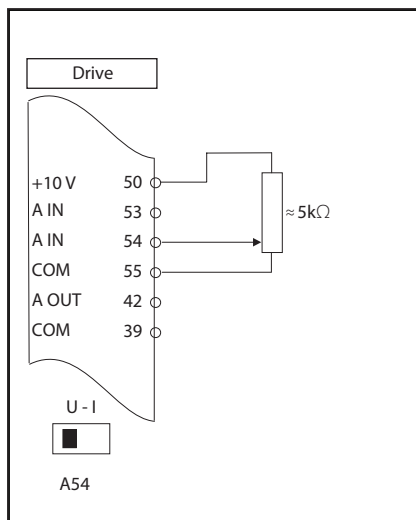 Drive
+10 V 50
A IN 53
A IN 54
COM 55
A OUT 42
COM 39
≈ 5kΩ
U - I
A54